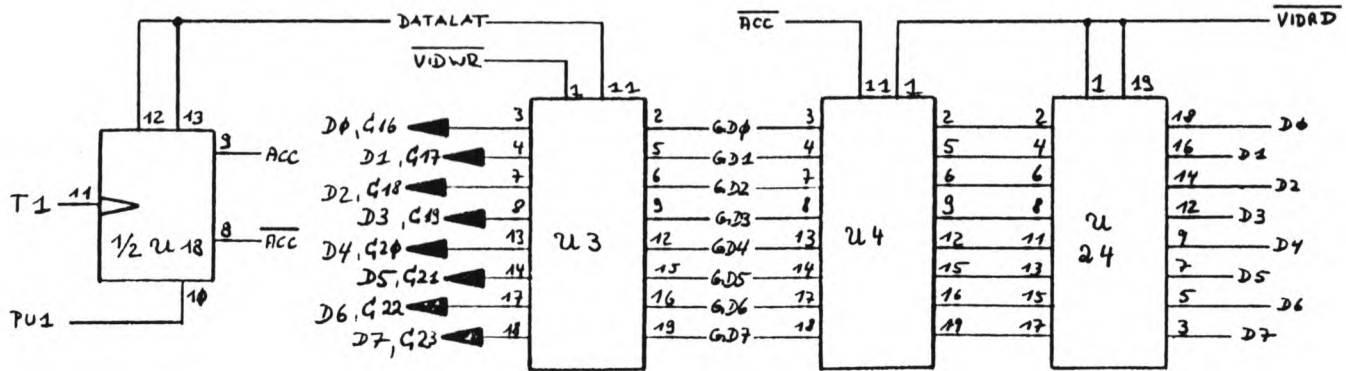 DATALAT
ACC
VIDRD
VIDWR
12 13
9 ACC
T1 11
1/2 U 18
8 ACC
10
PU1
1 11
11 1
1 19
DØ, G16 3 2 GDØ 3 2 2 18 DØ
D1, G17 4 5 GD1 4 5 4 16 D1
D2, G18 7 6 GD2 7 6 6 14 D2
D3, G19 8 9 GD3 8 9 8 12 D3
U3
U4
U 24
D4, G2Ø 13 12 GD4 13 12 11 9 D4
D5, G21 14 15 GD5 14 15 13 7 D5
D6, G22 17 16 GD6 17 16 15 5 D6
D7, G23 18 19 GD7 18 19 17 3 D7